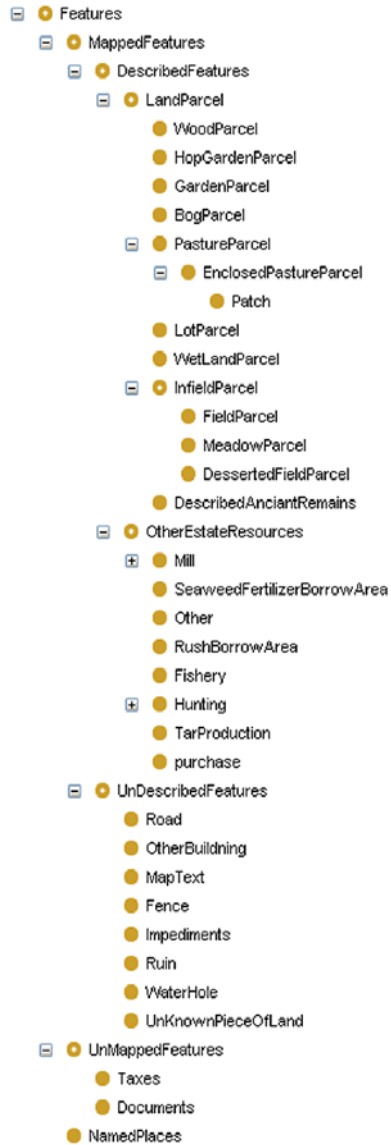 Features
MappedFeatures
DescribedFeatures
LandParcel
WoodParcel
HopGardenParcel
GardenParcel
BogParcel
PastureParcel
EnclosedPastureParcel
Patch
LotParcel
WetLandParcel
InfieldParcel
FieldParcel
MeadowParcel
DessertedFieldParcel
DescribedAnciantRemains
OtherEstateResources
Mill
SeaweedFertilizerBorrowArea
Other
RushBorrowArea
Fishery
Hunting
TarProduction
purchase
UnDescribedFeatures
Road
OtherBuildning
MapText
Fence
Impediments
Ruin
WaterHole
UnKnownPieceOfLand
UnMappedFeatures
Taxes
Documents
NamedPlaces